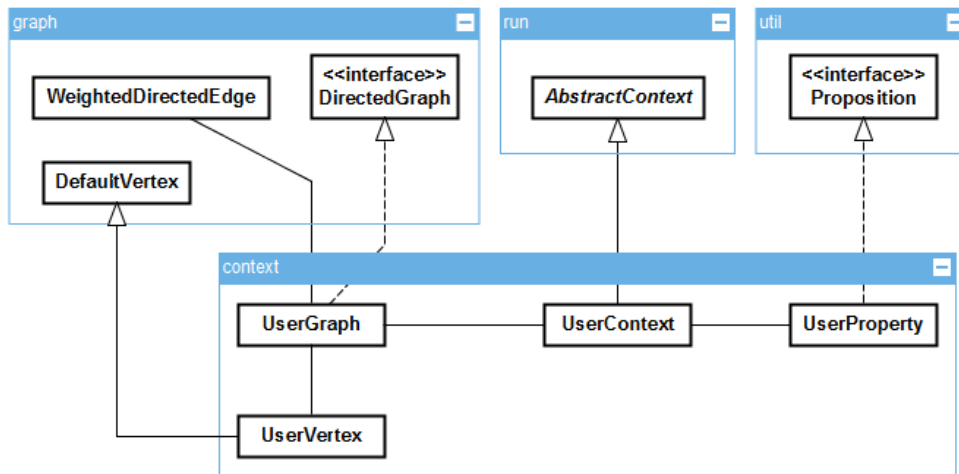 graph
run
util
WeightedDirectedEdge
<<interface>>
DirectedGraph
AbstractContext
<<interface>>
Proposition
DefaultVertex
context
UserGraph
UserContext
UserProperty
UserVertex